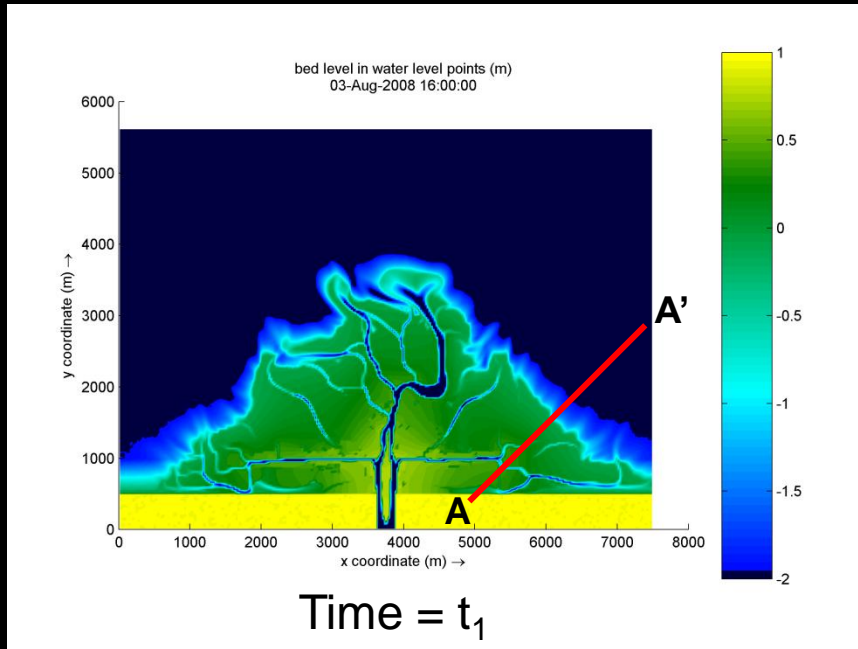 bed level in water level points (m)
03-Aug-2008 16:00:00
6000
5000
4000
3000
2000
1000
0
y coordinate (m) →
0 1000 2000 3000 4000 5000 6000 7000 8000
x coordinate (m) →
A
A’
1
0.5
0
-0.5
-1
-1.5
-2
Time = t₁